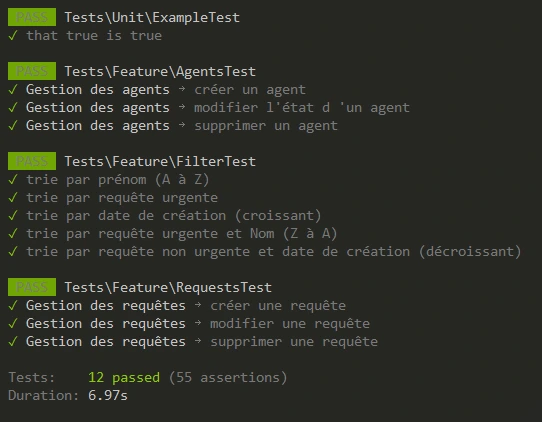 PASS Tests\Unit\ExampleTest
✓ that true is true
PASS Tests\Feature\AgentsTest
✓ Gestion des agents → créer un agent
✓ Gestion des agents → modifier l'état d 'un agent
✓ Gestion des agents → supprimer un agent
PASS Tests\Feature\FilterTest
✓ trie par prénom (A à Z)
✓ trie par requête urgente
✓ trie par date de création (croissant)
✓ trie par requête urgente et Nom (Z à A)
✓ trie par requête non urgente et date de création (décroissant)
PASS Tests\Feature\RequestsTest
✓ Gestion des requêtes → créer une requête
✓ Gestion des requêtes → modifier une requête
✓ Gestion des requêtes → supprimer une requête
Tests: 12 passed (55 assertions)
Duration: 6.97s